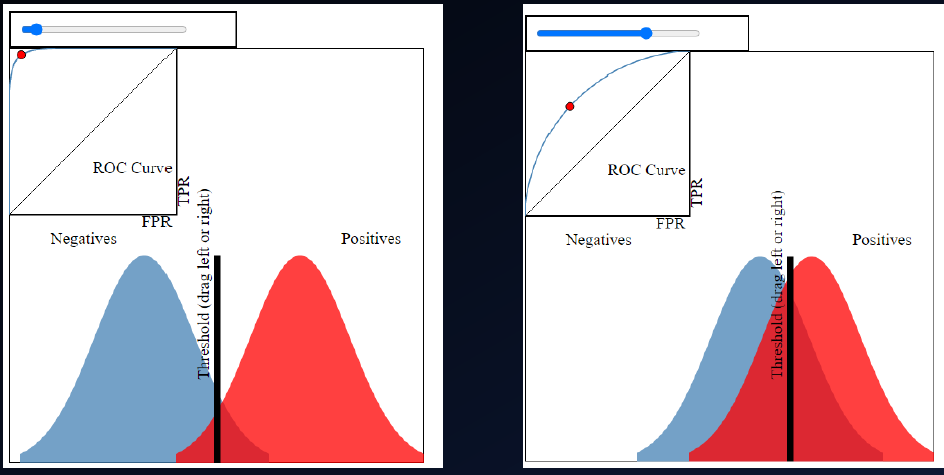 ROC Curve
TPR
FPR
Threshold (drag left or right)
Negatives
Positives
ROC Curve
TPR
FPR
Threshold (drag left or right)
Negatives
Positives